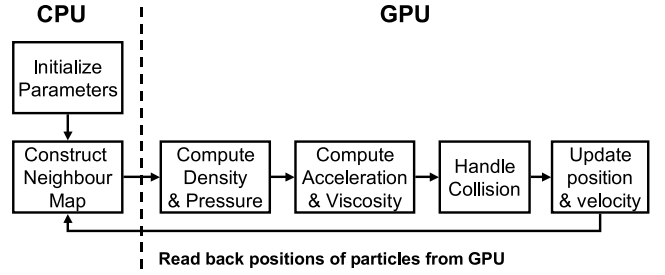 CPU
GPU
Initialize
Parameters
Construct
Neighbour
Map
Compute
Density
& Pressure
Compute
Acceleration
& Viscosity
Handle
Collision
Update
position
& velocity
Read back positions of particles from GPU